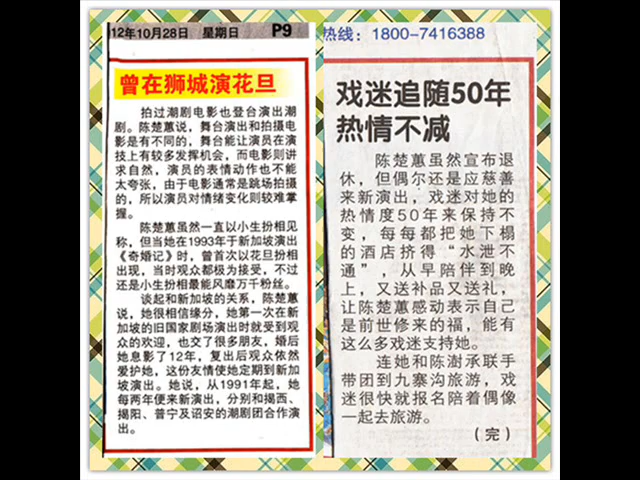 12年10月28日 星期日 P9
曾在狮城演花旦
拍过潮剧电影也登台演出潮
剧。陈楚蕙说，舞台演出和拍摄电
影是有不同的，舞台能让演员在演
技上有较多发挥机会，而电影则讲
求自然，演员的表情动作也不能
太夸张，由于电影通常是跳场拍摄
的，所以演员对情绪变化则较难掌
握。
陈楚蕙虽然一直以小生扮相见
称，但当她在1993年于新加坡演出
《奇婚记》时，曾首次以花旦扮相
出现，当时观众都极为接受，不过
还是小生扮相最能风靡万千粉丝。
谈起和新加坡的关系，陈楚蕙
说，她很相信缘分，她第一次在新
加坡的旧国家剧场演出时就受到观
众的欢迎，也交了很多朋友，婚后
她息影了12年，复出后观众依然
爱护她，这份友情使她定期到新加
坡演出。她说，从1991年起，她
每两年便来新演出，分别和揭西、
揭阳、普宁及诏安的潮剧团合作演
出。
热线：1800-7416388
戏迷追随50年
热情不减
陈楚蕙虽然宣布退
休，但偶尔还是应慈善
来新演出，戏迷对她的
热情度50年来保持不
变，每每都把她下榻
的酒店挤得“水泄不
通”，从早陪伴到晚
上，又送补品又送礼，
让陈楚蕙感动表示自己
是前世修来的福，能有
这么多戏迷支持她。
连她和陈澍承联手
带团到九寨沟旅游，戏
迷很快就报名陪着偶像
一起去旅游。
（完）